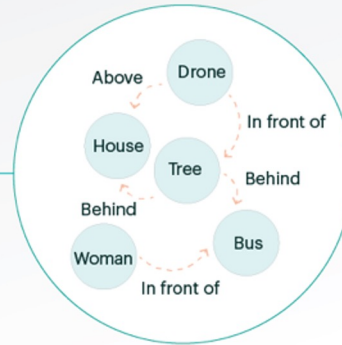 Above
Drone
In front of
House
Tree
Behind
Behind
Bus
Woman
In front of